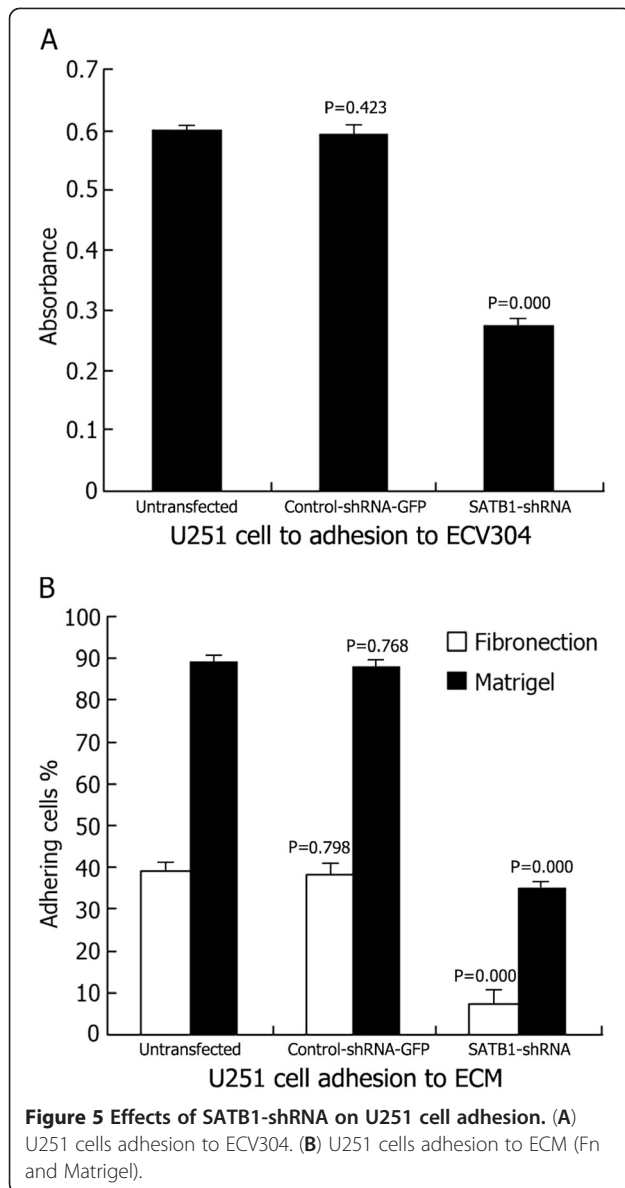 A
0.7
0.6
0.5
0.4
0.3
0.2
0.1
0
Absorbance
P=0.423
P=0.000
Untransfected Control-shRNA-GFP SATB1-shRNA
U251 cell to adhesion to ECV304
B
100
90
80
70
60
50
40
30
20
10
0
Adhering cells %
Fibronection
Matrigel
P=0.768
P=0.798
P=0.000
P=0.000
Untransfected Control-shRNA-GFP SATB1-shRNA
U251 cell adhesion to ECM
Figure 5 Effects of SATB1-shRNA on U251 cell adhesion. (A)
U251 cells adhesion to ECV304. (B) U251 cells adhesion to ECM (Fn
and Matrigel).